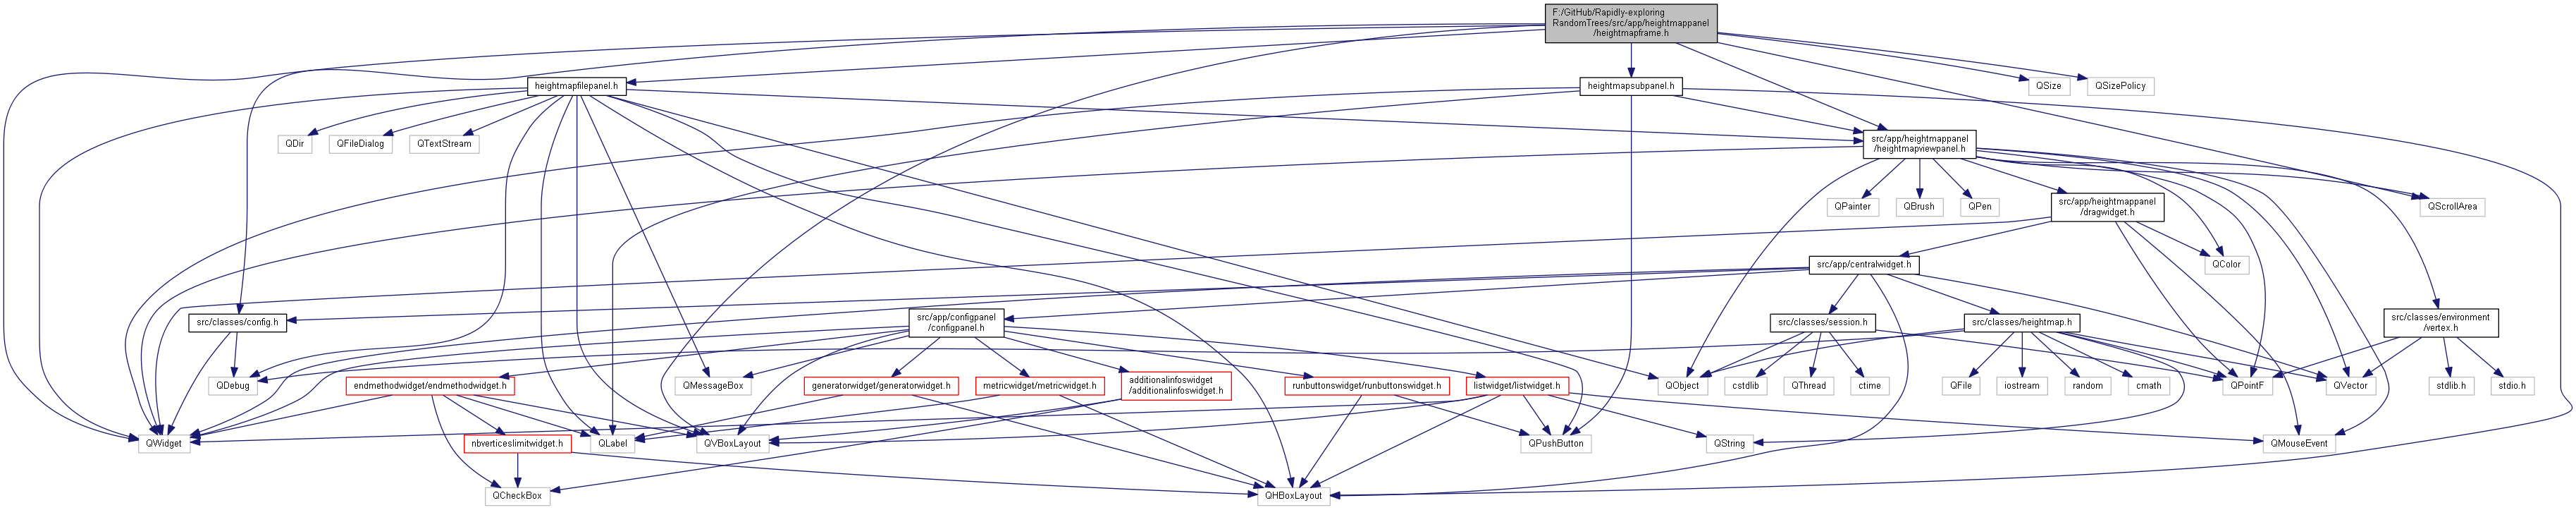 F:/GitHub/Rapidly-exploring
RandomTrees/src/app/heightmappanel
/heightmapframe.h
heightmapfilepanel.h
heightmapsubpanel.h
QSize
QSizePolicy
QDir
QFileDialog
QTextStream
src/app/heightmappanel
/heightmapviewpanel.h
QPainter
QBrush
QPen
src/app/heightmappanel
/dragwidget.h
QScrollArea
src/app/centralwidget.h
QColor
src/classes/config.h
src/app/configpanel
/configpanel.h
src/classes/session.h
src/classes/heightmap.h
src/classes/environment
/vertex.h
QDebug
endmethodwidget/endmethodwidget.h
QMessageBox
generatorwidget/generatorwidget.h
metricwidget/metricwidget.h
additionalinfoswidget
/additionalinfoswidget.h
runbuttonswidget/runbuttonswidget.h
listwidget/listwidget.h
QObject
cstdlib
QThread
ctime
QFile
iostream
random
cmath
QPointF
QVector
stdlib.h
stdio.h
QWidget
nbverticeslimitwidget.h
QLabel
QVBoxLayout
QPushButton
QString
QMouseEvent
QCheckBox
QHBoxLayout